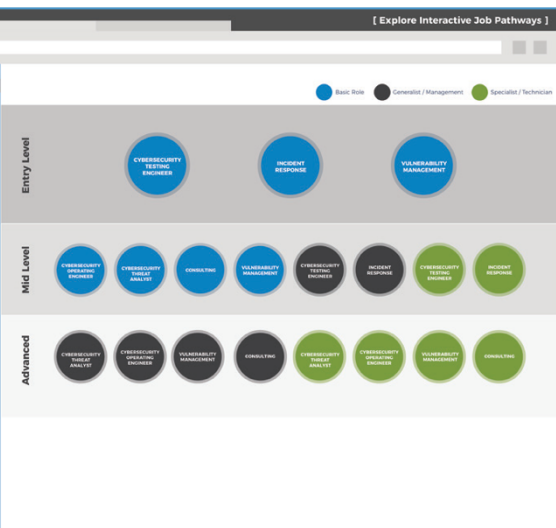 [ Explore Interactive Job Pathways ]
Basic Role
Generalist / Management
Specialist / Technician
Entry Level
CYBERSECURITY
TESTING
ENGINEER
INCIDENT
RESPONSE
VULNERABILITY
MANAGEMENT
Mid Level
CYBERSECURITY
OPERATING
ENGINEER
CYBERSECURITY
THREAT
ANALYST
CONSULTING
VULNERABILITY
MANAGEMENT
CYBERSECURITY
TESTING
ENGINEER
INCIDENT
RESPONSE
CYBERSECURITY
TESTING
ENGINEER
INCIDENT
RESPONSE
Advanced
CYBERSECURITY
THREAT
ANALYST
CYBERSECURITY
OPERATING
ENGINEER
VULNERABILITY
MANAGEMENT
CONSULTING
CYBERSECURITY
THREAT
ANALYST
CYBERSECURITY
OPERATING
ENGINEER
VULNERABILITY
MANAGEMENT
CONSULTING